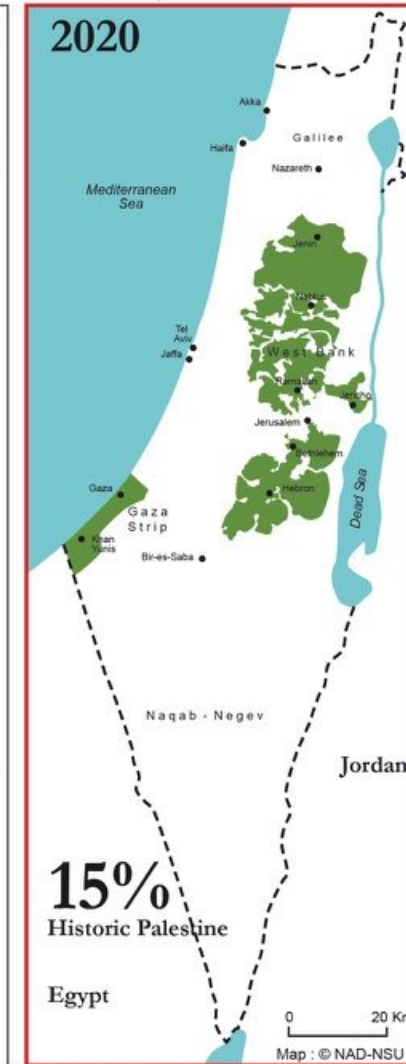 2020
Akka
Galilee
Haifa
Nazareth
Mediterranean
Sea
Jenin
Nablus
Tel
Aviv
Jaffa
West Bank
Ramallah
Jericho
Jerusalem
Bethlehem
Gaza
Hebron
Dead Sea
Gaza
Strip
Khan
Yunis
Bir-es-Saba
Naqab - Negev
Jordan
15%
Historic Palestine
Egypt
0 20 Km
Map : © NAD-NSU